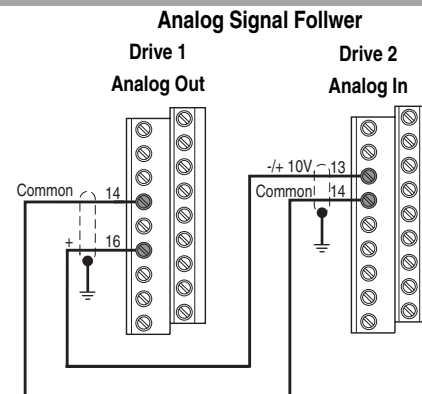 Analog Signal Follwer
Drive 1
Analog Out
Drive 2
Analog In
Common 14
+ 16
-/+ 10V 13
Common 14